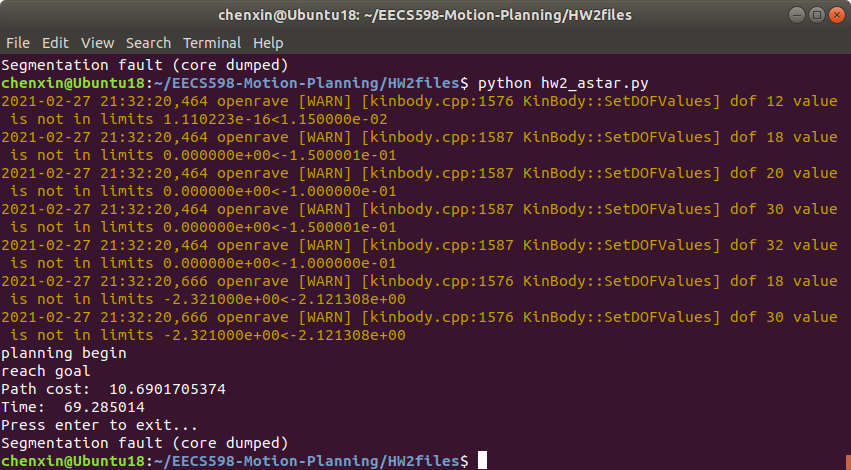 chenxin@Ubuntu18: ~/EECS598-Motion-Planning/HW2files
File Edit View Search Terminal Help
Segmentation fault (core dumped)
chenxin@Ubuntu18:~/EECS598-Motion-Planning/HW2files$ python hw2_astar.py
2021-02-27 21:32:20,464 openrave [WARN] [kinbody.cpp:1576 KinBody::SetDOFValues] dof 12 value
 is not in limits 1.110223e-16<1.150000e-02
2021-02-27 21:32:20,464 openrave [WARN] [kinbody.cpp:1587 KinBody::SetDOFValues] dof 18 value
 is not in limits 0.000000e+00<-1.500001e-01
2021-02-27 21:32:20,464 openrave [WARN] [kinbody.cpp:1587 KinBody::SetDOFValues] dof 20 value
 is not in limits 0.000000e+00<-1.000000e-01
2021-02-27 21:32:20,464 openrave [WARN] [kinbody.cpp:1587 KinBody::SetDOFValues] dof 30 value
 is not in limits 0.000000e+00<-1.500001e-01
2021-02-27 21:32:20,464 openrave [WARN] [kinbody.cpp:1587 KinBody::SetDOFValues] dof 32 value
 is not in limits 0.000000e+00<-1.000000e-01
2021-02-27 21:32:20,666 openrave [WARN] [kinbody.cpp:1576 KinBody::SetDOFValues] dof 18 value
 is not in limits -2.321000e+00<-2.121308e+00
2021-02-27 21:32:20,666 openrave [WARN] [kinbody.cpp:1576 KinBody::SetDOFValues] dof 30 value
 is not in limits -2.321000e+00<-2.121308e+00
planning begin
reach goal
Path cost:  10.6901705374
Time:  69.285014
Press enter to exit...
Segmentation fault (core dumped)
chenxin@Ubuntu18:~/EECS598-Motion-Planning/HW2files$